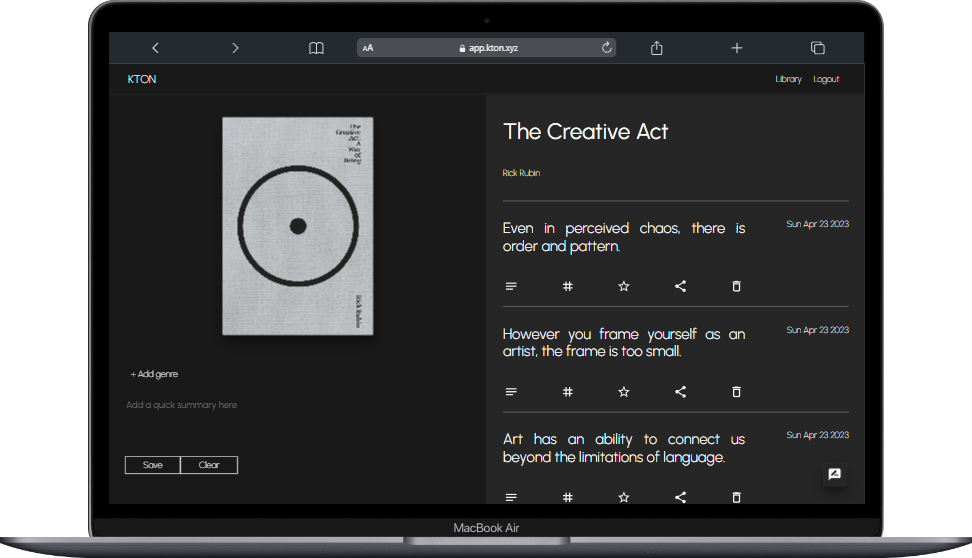 AA app.kton.xyz
KTON Library Logout
The
Creative
Act:
A
Way
of
Being
Rick Rubin
+ Add genre
Add a quick summary here
Save Clear
The Creative Act
Rick Rubin
Even in perceived chaos, there is Sun Apr 23 2023
order and pattern.
However you frame yourself as an Sun Apr 23 2023
artist, the frame is too small.
Art has an ability to connect us Sun Apr 23 2023
beyond the limitations of language.
MacBook Air